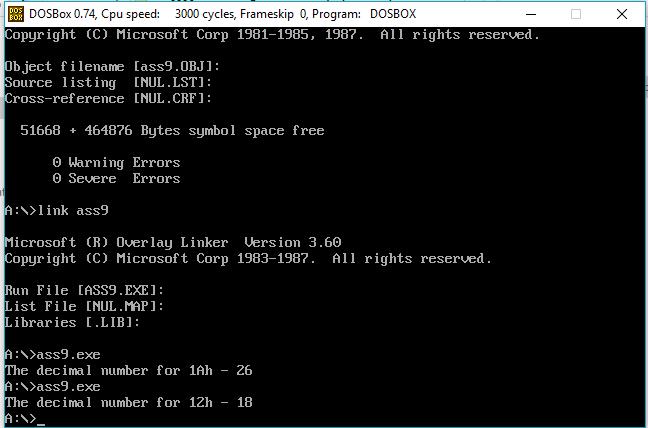 DOS
BOX
DOSBox 0.74, Cpu speed: 3000 cycles, Frameskip 0, Program: DOSBOX
Copyright (C) Microsoft Corp 1981-1985, 1987. All rights reserved.
Object filename [ass9.OBJ]:
Source listing [NUL.LST]:
Cross-reference [NUL.CRF]:
51668 + 464876 Bytes symbol space free
0 Warning Errors
0 Severe Errors
A:\>link ass9
Microsoft (R) Overlay Linker Version 3.60
Copyright (C) Microsoft Corp 1983-1987. All rights reserved.
Run File [ASS9.EXE]:
List File [NUL.MAP]:
Libraries [.LIB]:
A:\>ass9.exe
The decimal number for 1Ah - 26
A:\>ass9.exe
The decimal number for 12h - 18
A:\>_